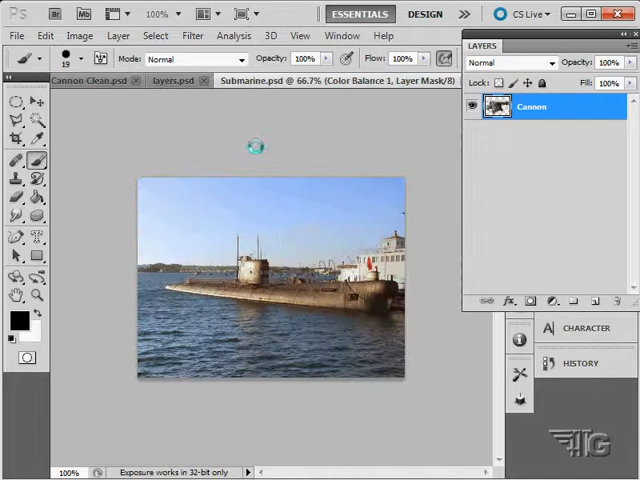 Ps Br Mb 100% ESSENTIALS DESIGN CS Live
File Edit Image Layer Select Filter Analysis 3D View Window Help
19 Mode: Normal Opacity: 100% Flow: 100%
Cannon Clean.psd layers.psd Submarine.psd @ 66.7% (Color Balance 1, Layer Mask/8)
LAYERS
Normal Opacity: 100%
Lock: Fill: 100%
Cannon
A CHARACTER
HISTORY
100% Exposure works in 32-bit only